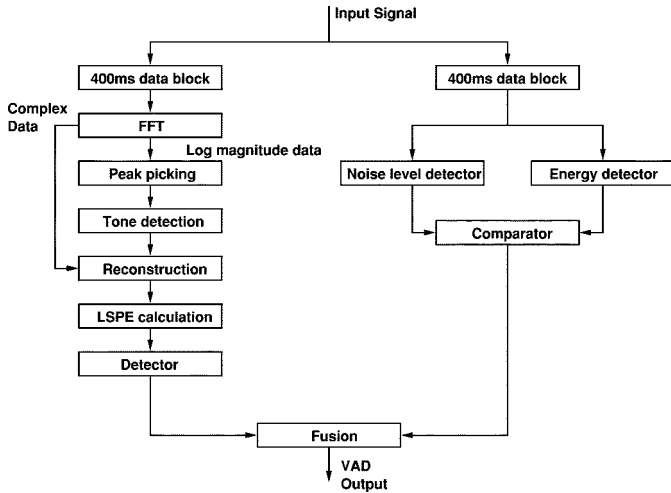 Input Signal
400ms data block
400ms data block
Complex
Data
FFT
Log magnitude data
Peak picking
Noise level detector
Energy detector
Tone detection
Comparator
Reconstruction
LSPE calculation
Detector
Fusion
VAD
Output